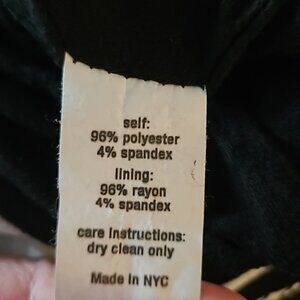 self:
96% polyester
4% spandex
lining:
96% rayon
4% spandex
care instructions:
dry clean only
Made in NYC